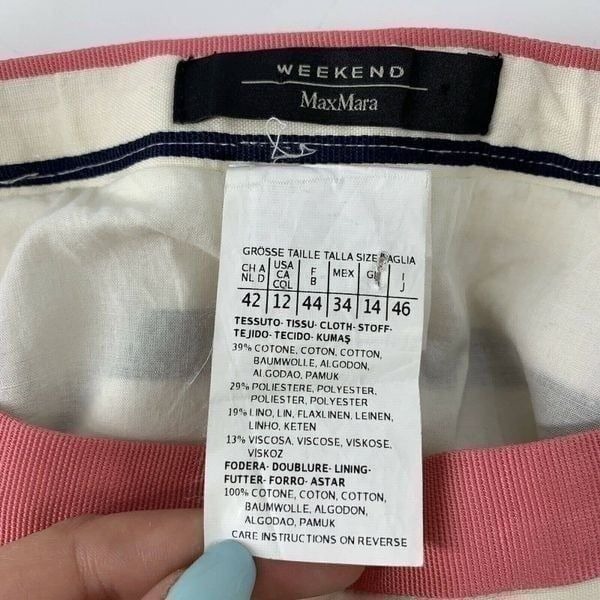 WEEKEND
MaxMara
GRÖSSE TAILLE TALLA SIZE
CH A NL D
USA CA COL
F B
MEX
I J
42 12 44 34 14 46
TESSUTO- TISSU- CLOTH- STOFF-
TEJIDO- TECIDO- KUMAŞ
39% COTONE, COTON, COTTON,
BAUMWOLLE, ALGODON,
ALGODAO, PAMUK
29% POLIESTERE, POLYESTER,
POLIESTER, POLYESTER
19% LINO, LIN, FLAXLINEN, LEINEN,
LINHO, KETEN
13% VISCOSA, VISCOSE, VISKOSE,
VISKOZ
FODERA- DOUBLURE- LINING-
FUTTER- FORRO- ASTAR
100% COTONE, COTON, COTTON,
BAUMWOLLE, ALGODON,
ALGODAO, PAMUK
CARE INSTRUCTIONS ON REVERSE